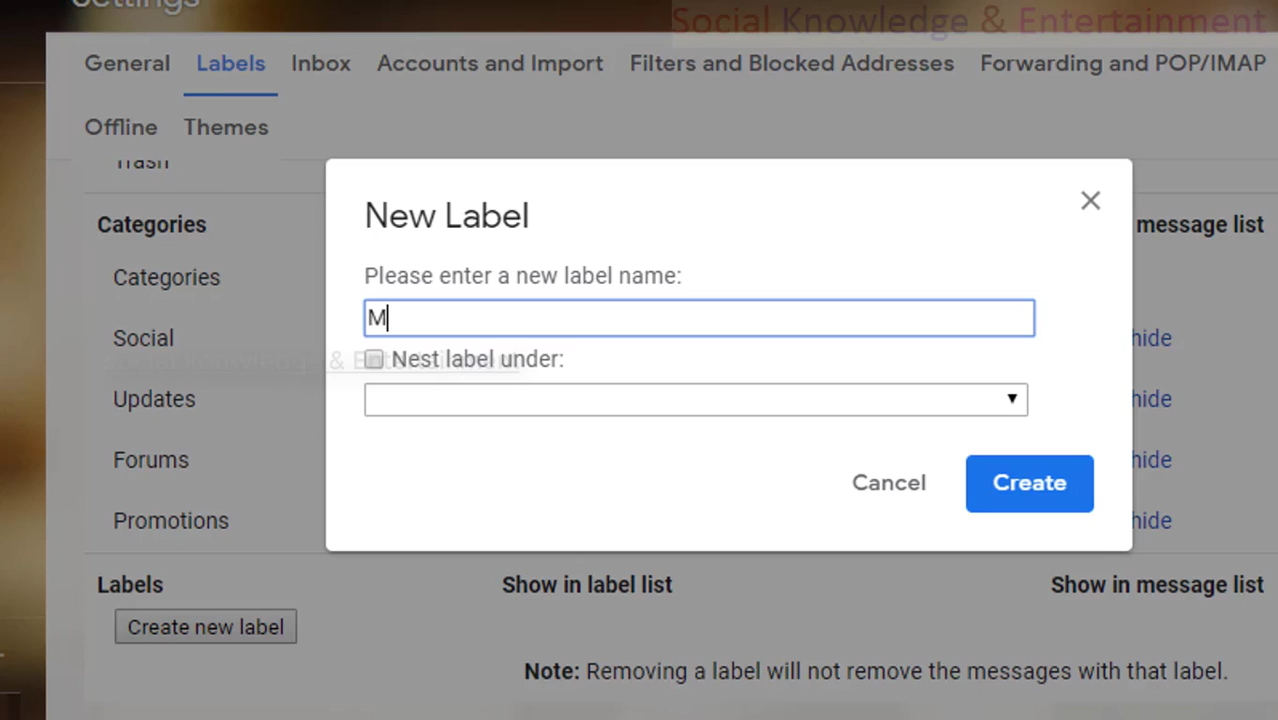 Settings
Social Knowledge & Entertainment
General Labels Inbox Accounts and Import Filters and Blocked Addresses Forwarding and POP/IMAP
Offline Themes
Trash
Categories
message list
Categories
Social
hide
Updates
hide
Forums
hide
Promotions
hide
New Label
Please enter a new label name:
M
Nest label under:
Cancel Create
& Entertainment
Labels Show in label list Show in message list
Create new label
Note: Removing a label will not remove the messages with that label.